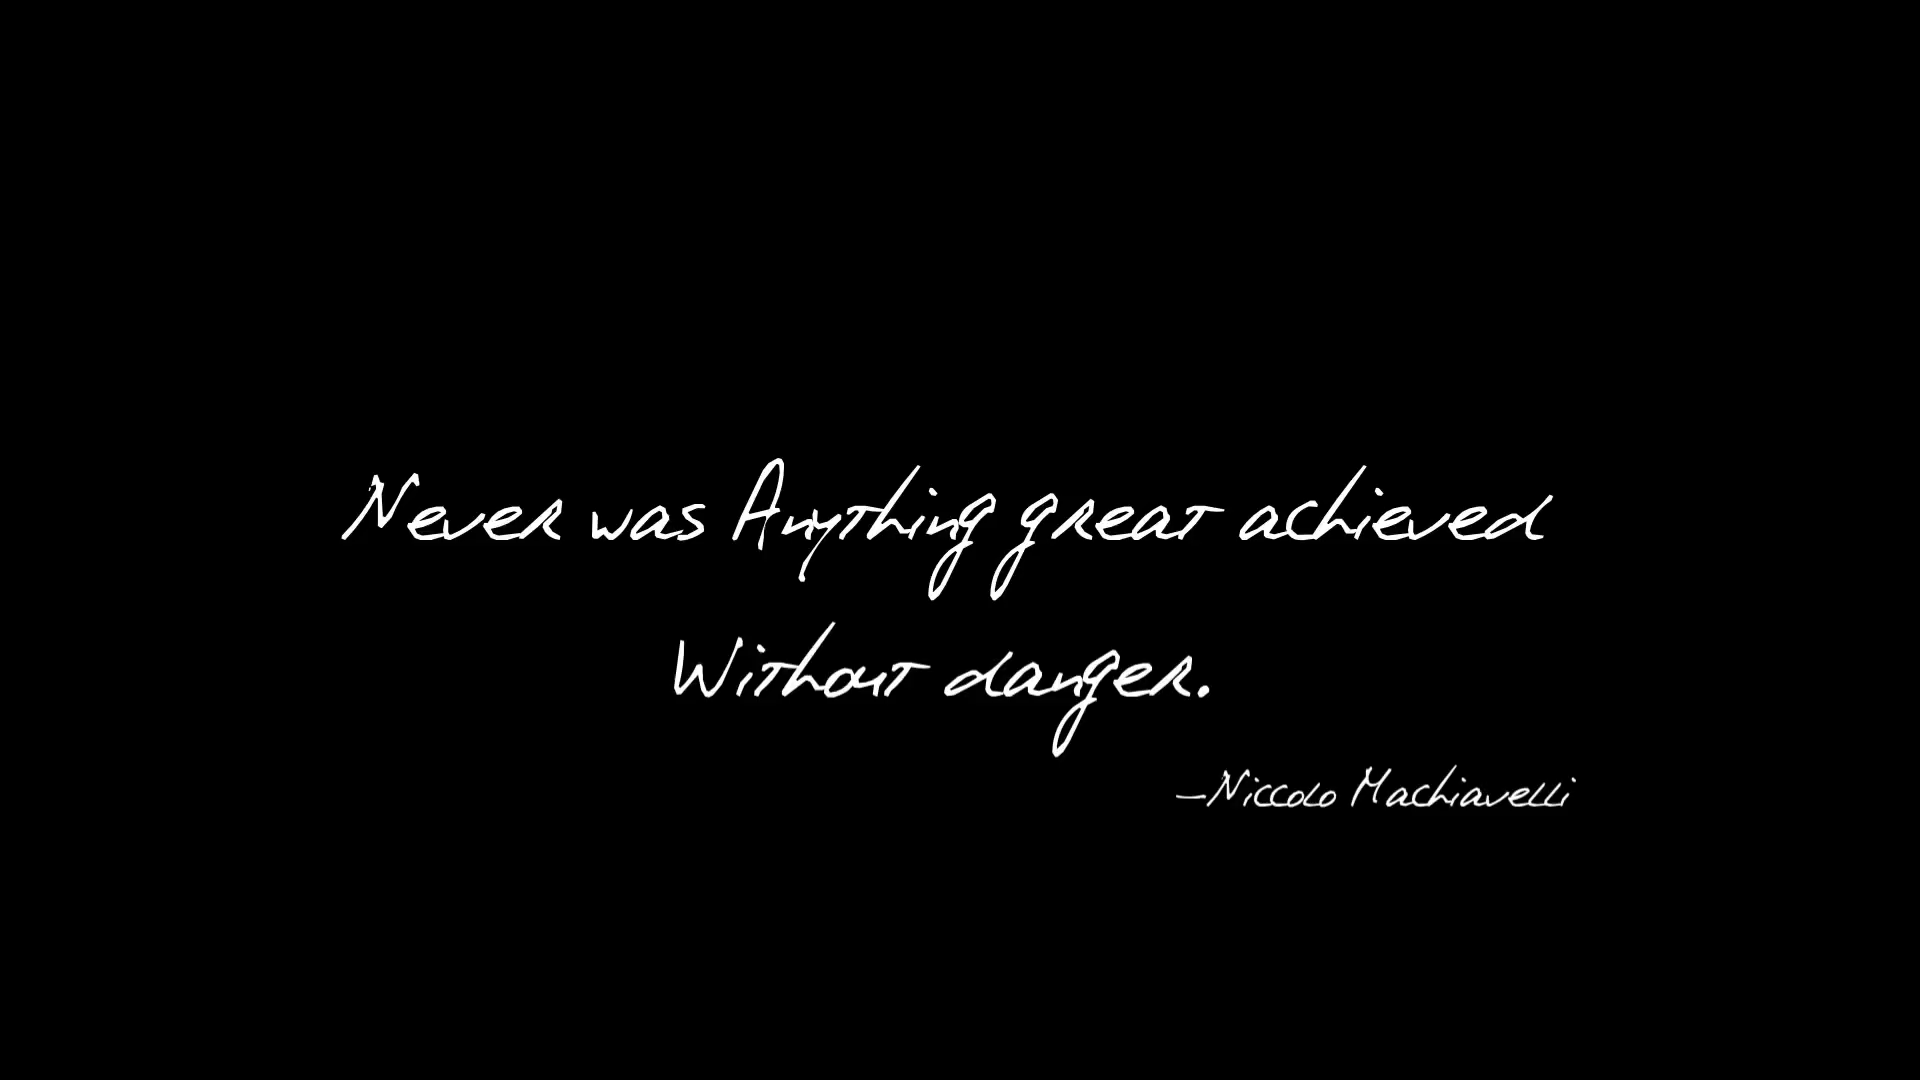 Never was Anything great achieved
Without danger.
–Niccolo Machiavelli